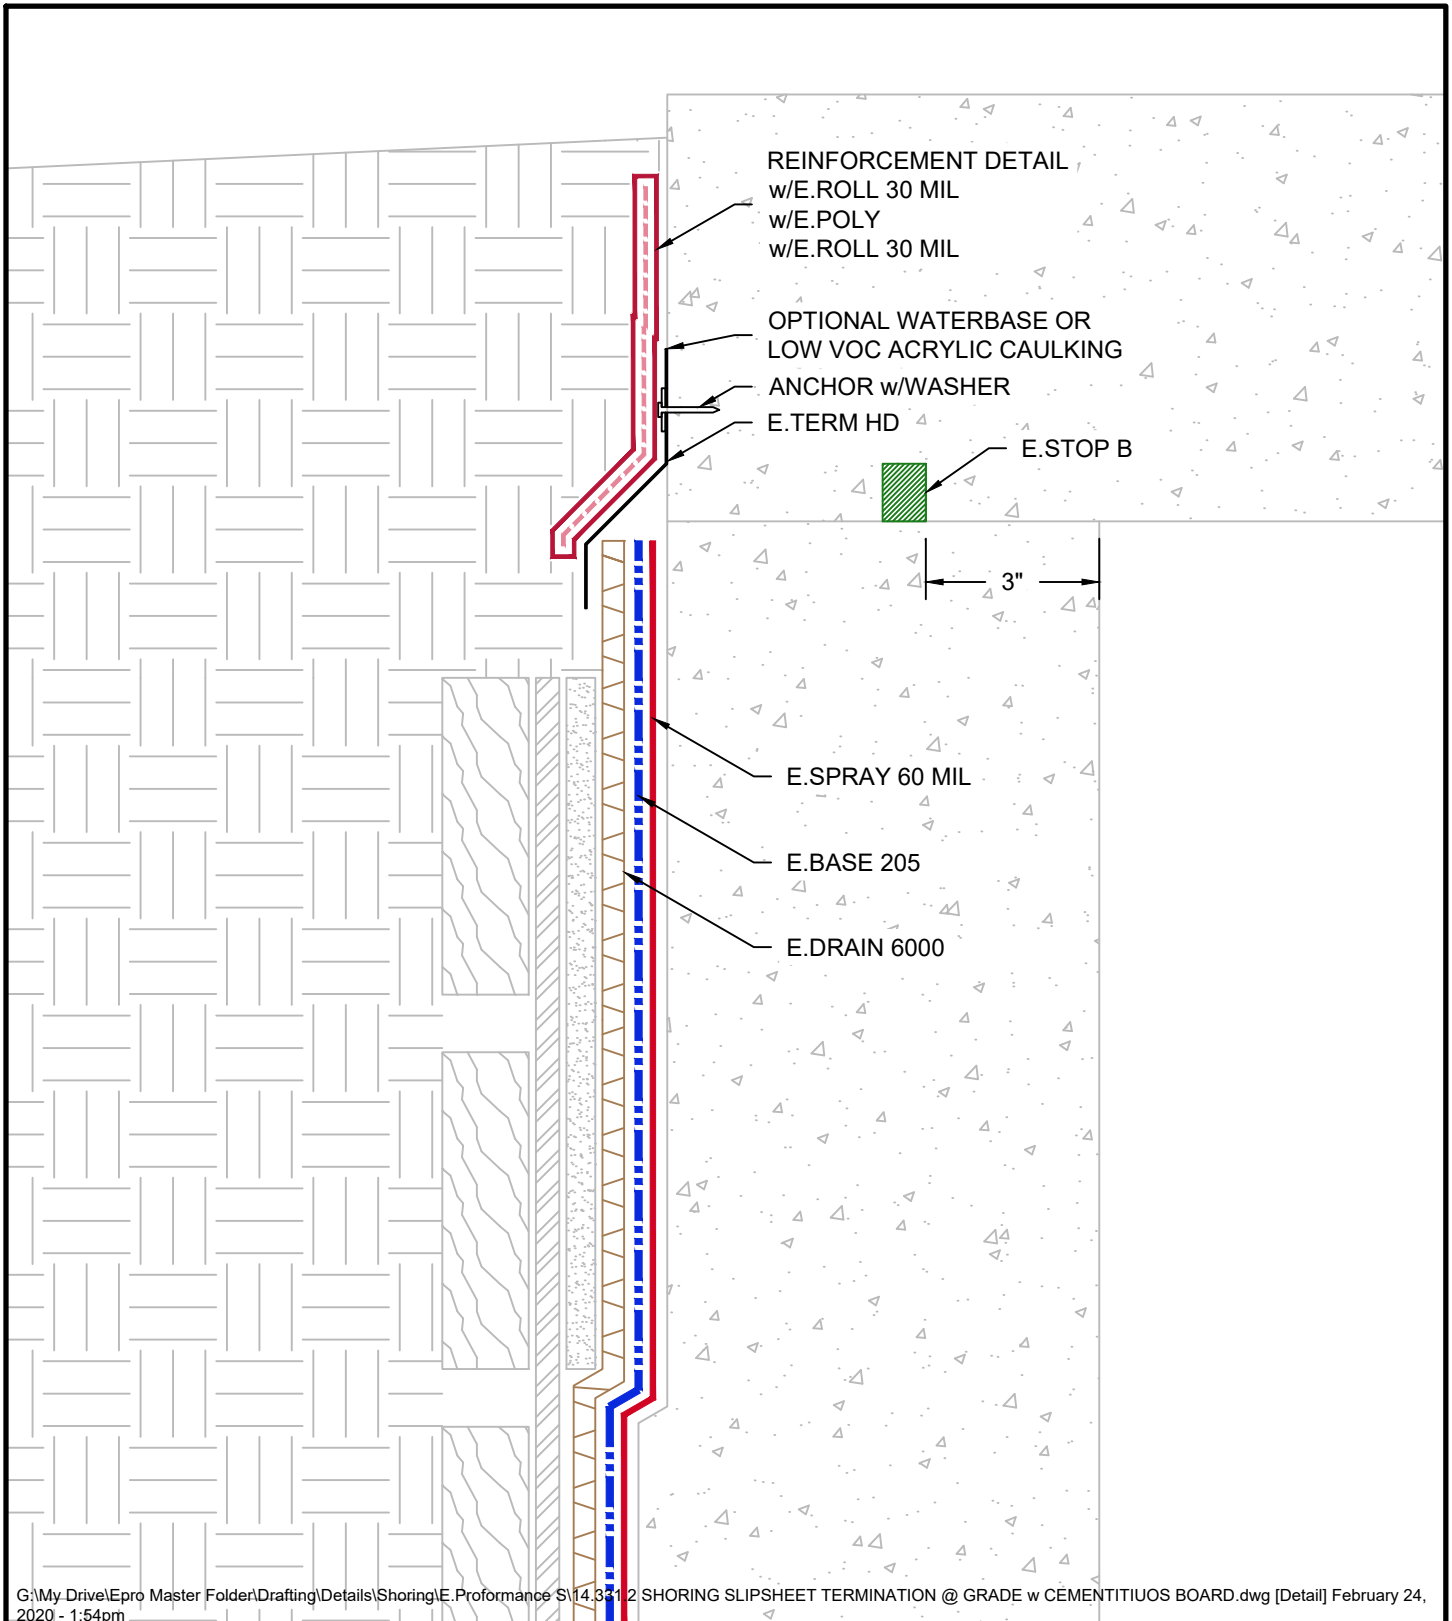 REINFORCEMENT DETAIL
w/E.ROLL 30 MIL
w/E.POLY
w/E.ROLL 30 MIL
OPTIONAL WATERBASE OR
LOW VOC ACRYLIC CAULKING
ANCHOR w/WASHER
E.TERM HD
E.STOP B
3"
E.SPRAY 60 MIL
E.BASE 205
E.DRAIN 6000
G:\My Drive\Epro Master Folder\Drafting\Details\Shoring\E.Proformance S\14.331.2 SHORING SLIPSHEET TERMINATION @ GRADE w CEMENTITIUOS BOARD.dwg [Detail] February 24,
2020 - 1:54pm